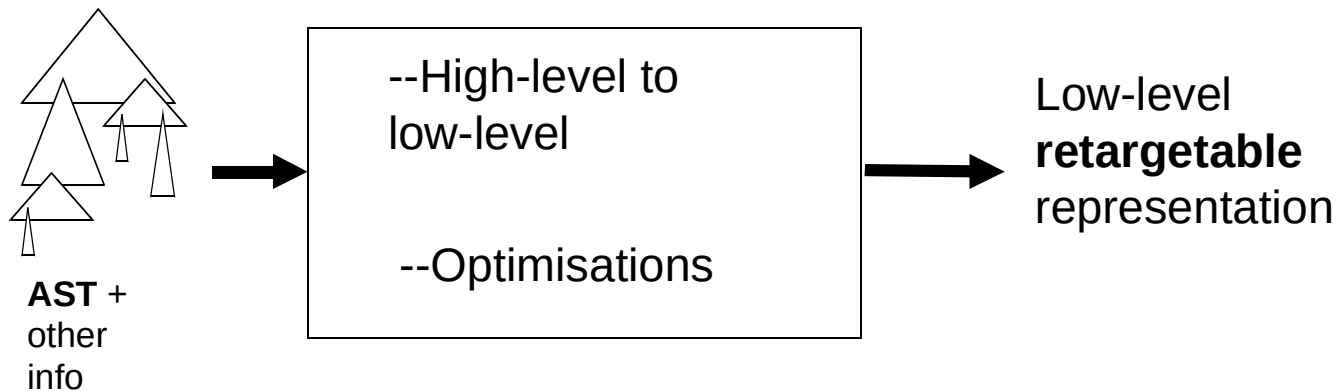 --High-level to
low-level
--Optimisations
Low-level
retargetable
representation
AST +
other
info